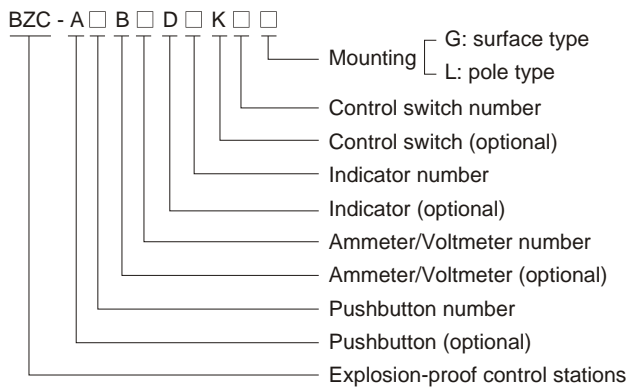 BZC - A□ B□ D□ K□ □
Mounting
G: surface type
L: pole type
Control switch number
Control switch (optional)
Indicator number
Indicator (optional)
Ammeter/Voltmeter number
Ammeter/Voltmeter (optional)
Pushbutton number
Pushbutton (optional)
Explosion-proof control stations